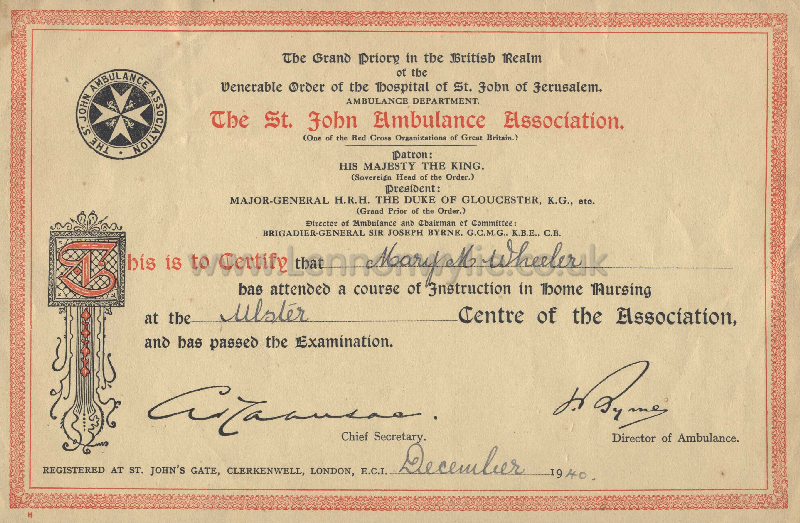 The Grand Priory in the British Realm
of the
Venerable Order of the Hospital of St. John of Jerusalem.
AMBULANCE DEPARTMENT.
The St. John Ambulance Association.
(One of the Red Cross Organizations of Great Britain.)
THE ST JOHN AMBULANCE ASSOCIATION
Patron:
HIS MAJESTY THE KING.
(Sovereign Head of the Order.)
President:
MAJOR-GENERAL H.R.H. THE DUKE OF GLOUCESTER, K.G., etc.
(Grand Prior of the Order.)
Director of Ambulance and Chairman of Committee:
BRIGADIER-GENERAL SIR JOSEPH BYRNE, G.C.M.G., K.B.E., C.B.
This is to Certify that Mary M Wheeler
www.Lennonwylie.co.uk
has attended a course of Instruction in Home Nursing
at the Ulster Centre of the Association,
and has passed the Examination.
J. Byrne
Chief Secretary. Director of Ambulance.
REGISTERED AT ST. JOHN'S GATE, CLERKENWELL, LONDON, E.C.1. December 1940.
H